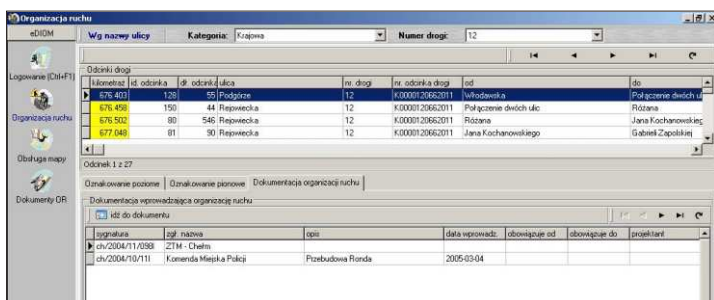 Organizacja ruchu
eDIOM
Wg nazwy ulicy Kategoria: Krajowa Numer drogi: 12
Logowanie (Ctrl+F1)
Organizacja ruchu
Obsługa mapy
Dokumenty OR
Odcinki drogi
kilometraż id. odcinka dł. odcinka ulica nr. drogi nr. odcinka drogi od do
676.403 128 55 Podgórze 12 K0000120662011 Włodawska Połączenie dwóch ul
676.458 150 44 Rejowiecka 12 K0000120662011 Połączenie dwóch ulic Różana
676.502 80 546 Rejowiecka 12 K0000120662011 Różana Jana Kochanowskieg
677.048 81 90 Rejowiecka 12 K0000120662011 Jana Kochanowskiego Gabrieli Zapolskiej
Odcinek 1 z 27
Oznakowanie poziome Oznakowanie pionowe Dokumentacja organizacji ruchu
Dokumentacja wprowadzająca organizację ruchu
idź do dokumentu
sygnatura zgł. nazwa opis data wprowadz. obowiązuje od obowiązuje do projektant
ch/2004/11/098I ZTM - Chełm
ch/2004/10/11I Komenda Miejska Policji Przebudowa Ronda 2005-03-04